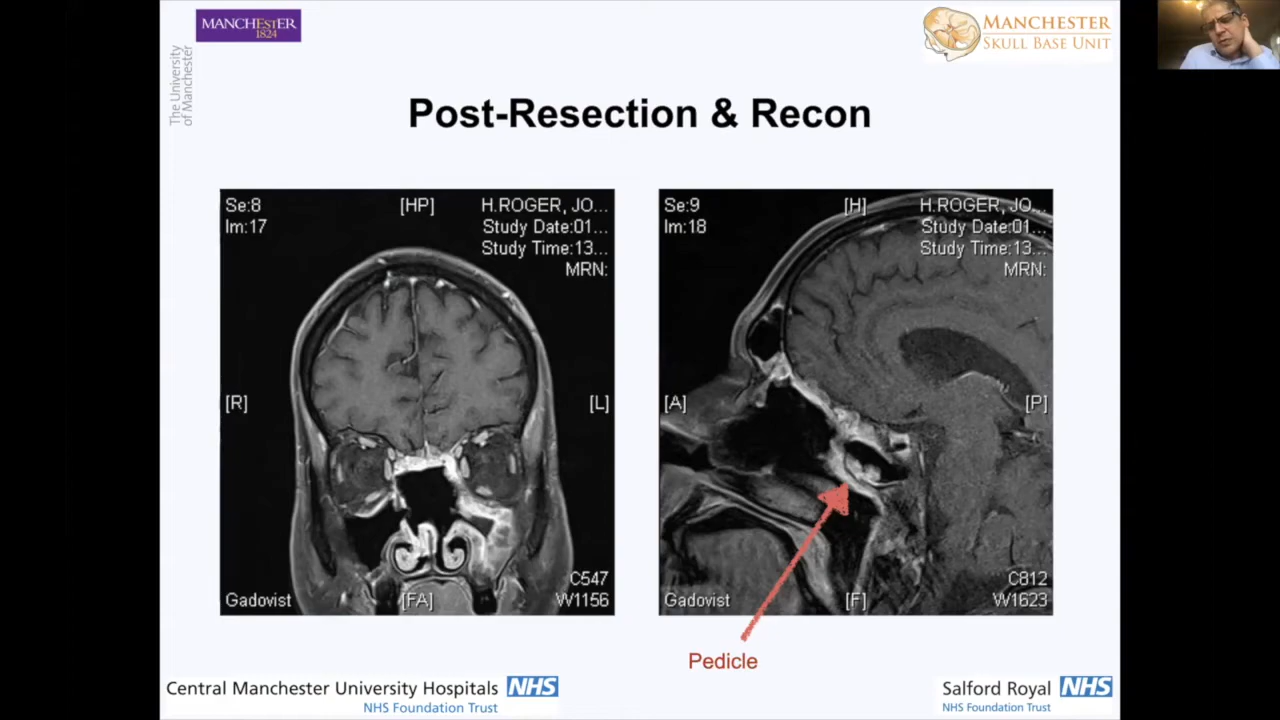 MANCHESTER
1824
The University
of Manchester
MANCHESTER
SKULL BASE UNIT
Post-Resection & Recon
Se:8
[HP]
H.ROGER, JO...
Im:17
Study Date:01...
Study Time:13...
MRN:
[R]
[L]
C547
Gadovist
[FA]
W1156
Se:9
[H]
H.ROGER, JO...
Im:18
Study Date:01...
Study Time:13...
MRN:
[A]
[P]
C812
Gadovist
[F]
W1623
Pedicle
Central Manchester University Hospitals NHS
NHS Foundation Trust
Salford Royal NHS
NHS Foundation Trust